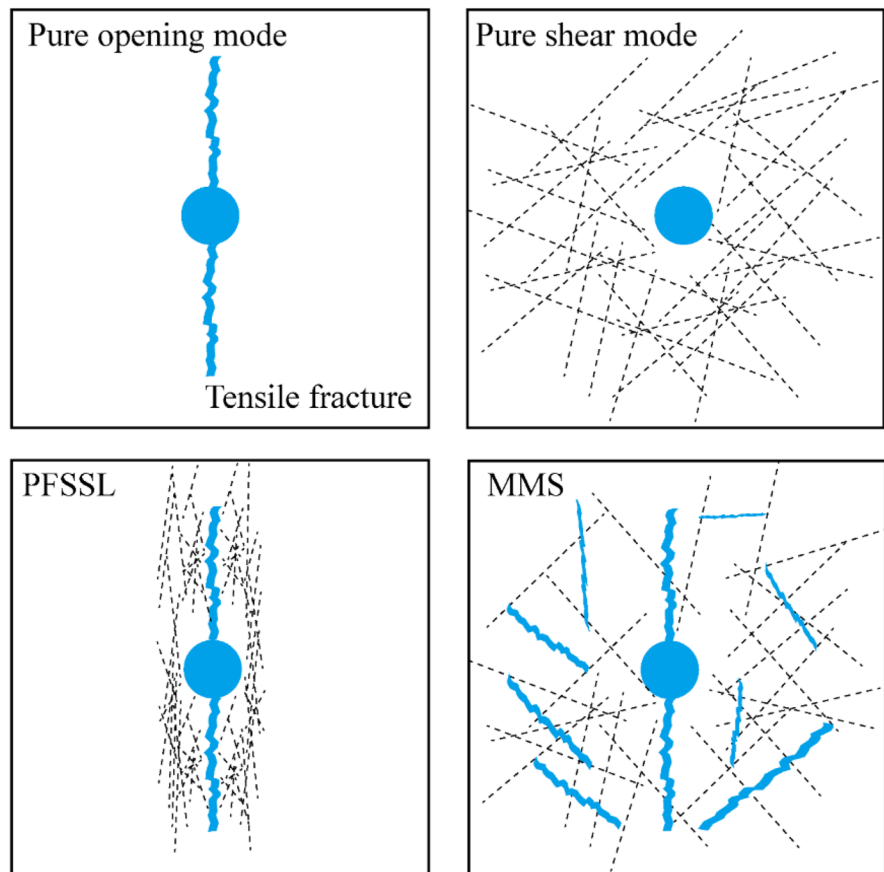 Pure opening mode
Tensile fracture
Pure shear mode
PFSSL
MMS